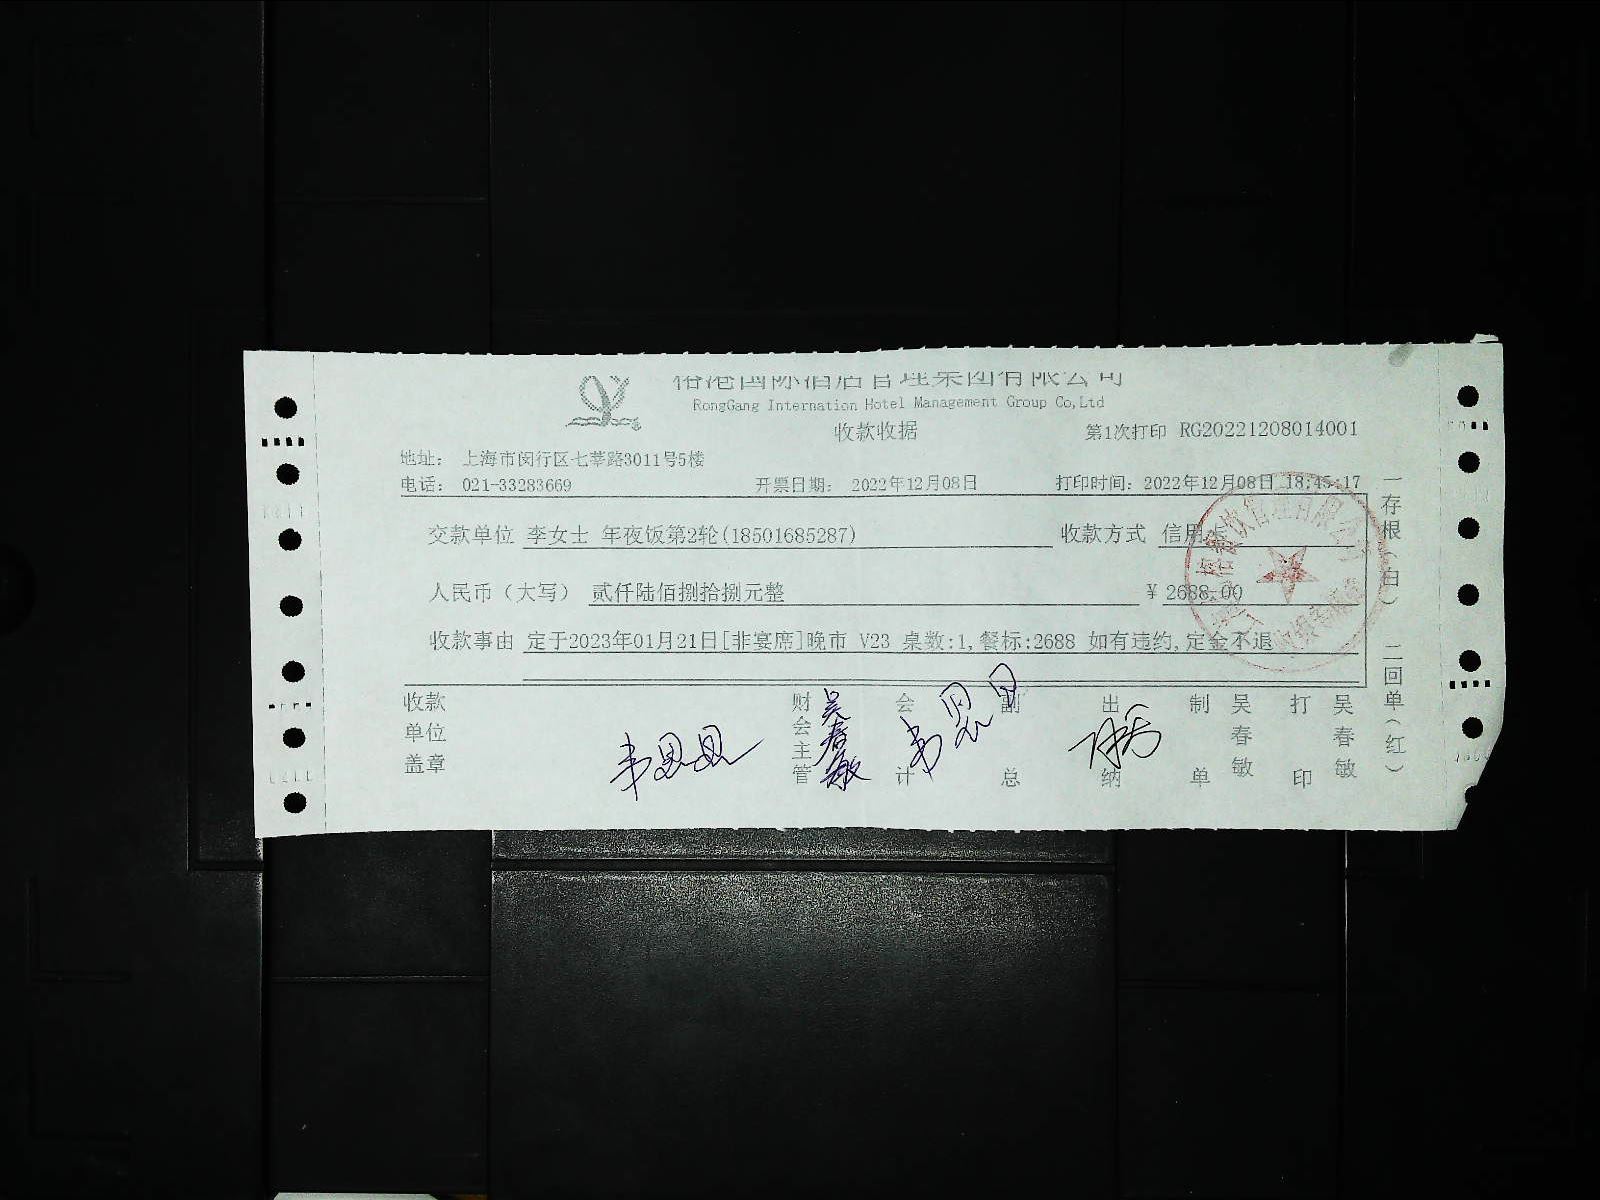 裕港国际酒店管理集团有限公司
RongGang Internation Hotel Management Group Co,Ltd
收款收据
第1次打印 RG20221208014001
地址: 上海市闵行区七莘路3011号5楼
电话: 021-33283669 开票日期: 2022年12月08日 打印时间: 2022年12月08日 18:45:17
交款单位 李女士 年夜饭第2轮(18501685287) 收款方式 信用卡
人民币(大写) 贰仟陆佰捌拾捌元整 ¥ 2688.00
收款事由 定于2023年01月21日[非宴席]晚市 V23 桌数:1,餐标:2688 如有违约,定金不退
收款单位盖章
财会主管 吴春敏
会计
副总
出纳
制单 吴春敏
打印 吴春敏
一存根(白) 二回单(红)